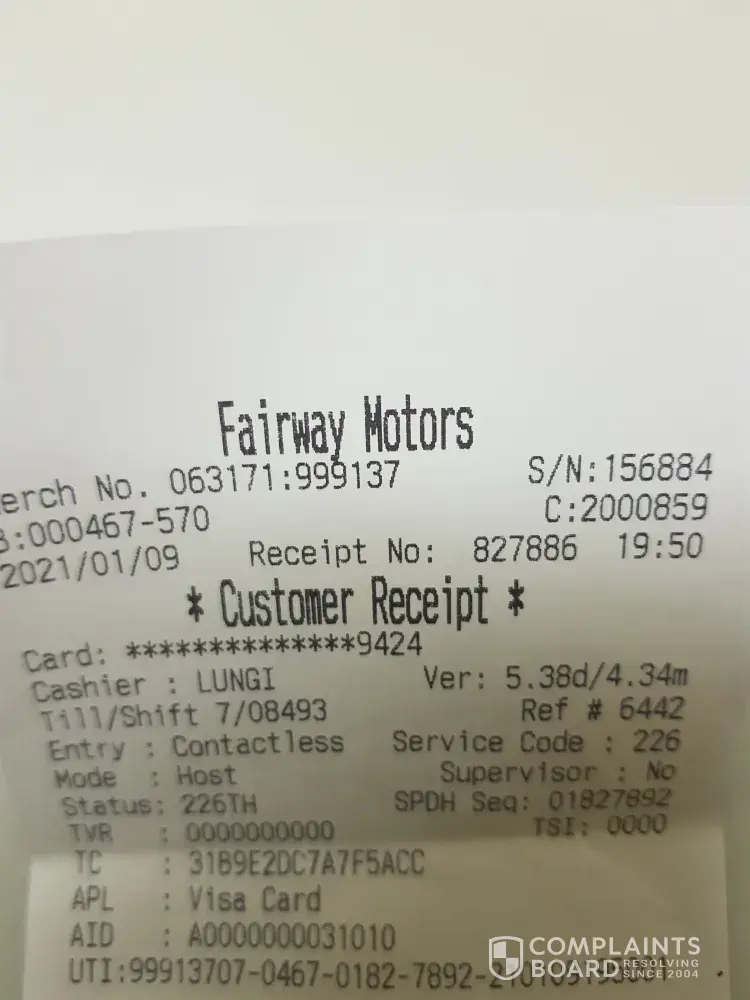 Fairway Motors
erch No. 063171:999137 S/N:156884
:000467-570 C:2000859
2021/01/09 Receipt No: 827886 19:50
* Customer Receipt *
Card: **************9424
Cashier : LUNGI Ver: 5.38d/4.34m
Till/Shift 7/08493 Ref # 6442
Entry : Contactless Service Code : 226
Mode : Host Supervisor : No
Status: 226TH SPDH Seq: 01827892
TVR : 0000000000 TSI: 0000
TC : 31B9E2DC7A7F5ACC
APL : Visa Card
AID : A0000000031010
UTI:99913707-0467-0182-7892-
COMPLAINTS
BOARD RESOLVING
SINCE 2004